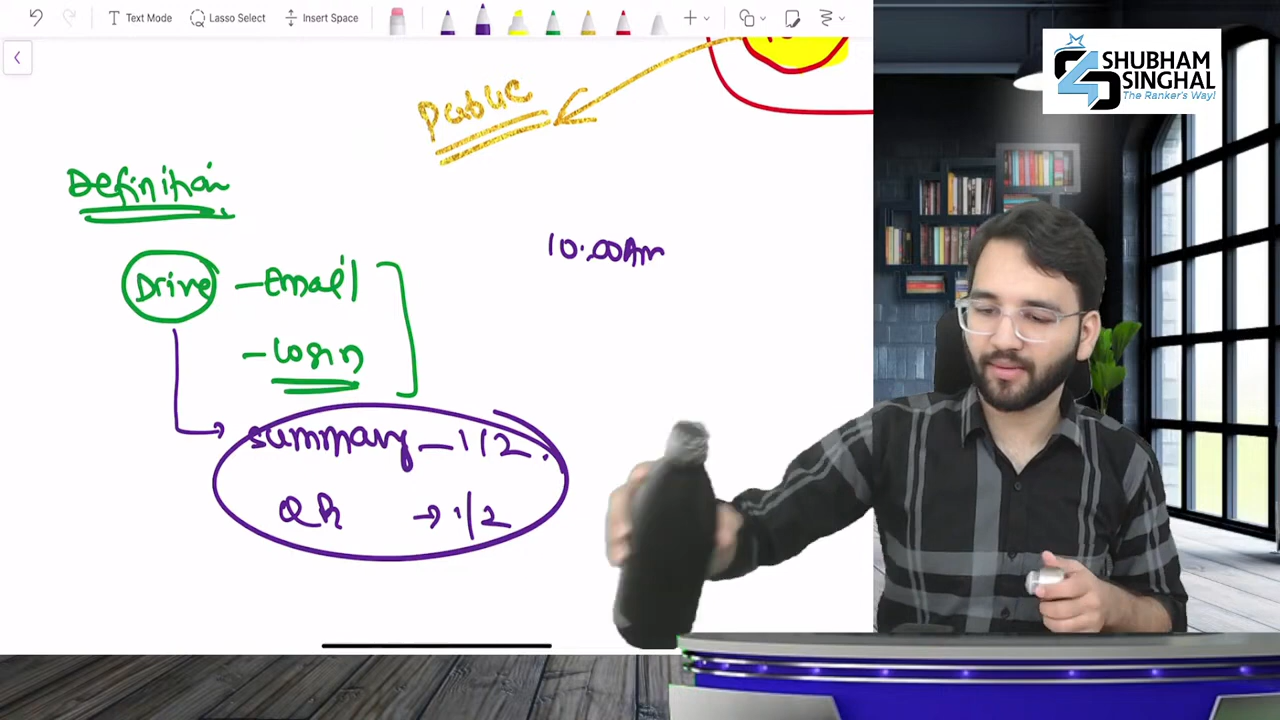 Text Mode
Lasso Select
Insert Space
SHUBHAM
SINGHAL
The Ranker's Way!
Public
Definition
10:00Am
Drive - Email
- Login
Summary - 1/2
QR → 1/2